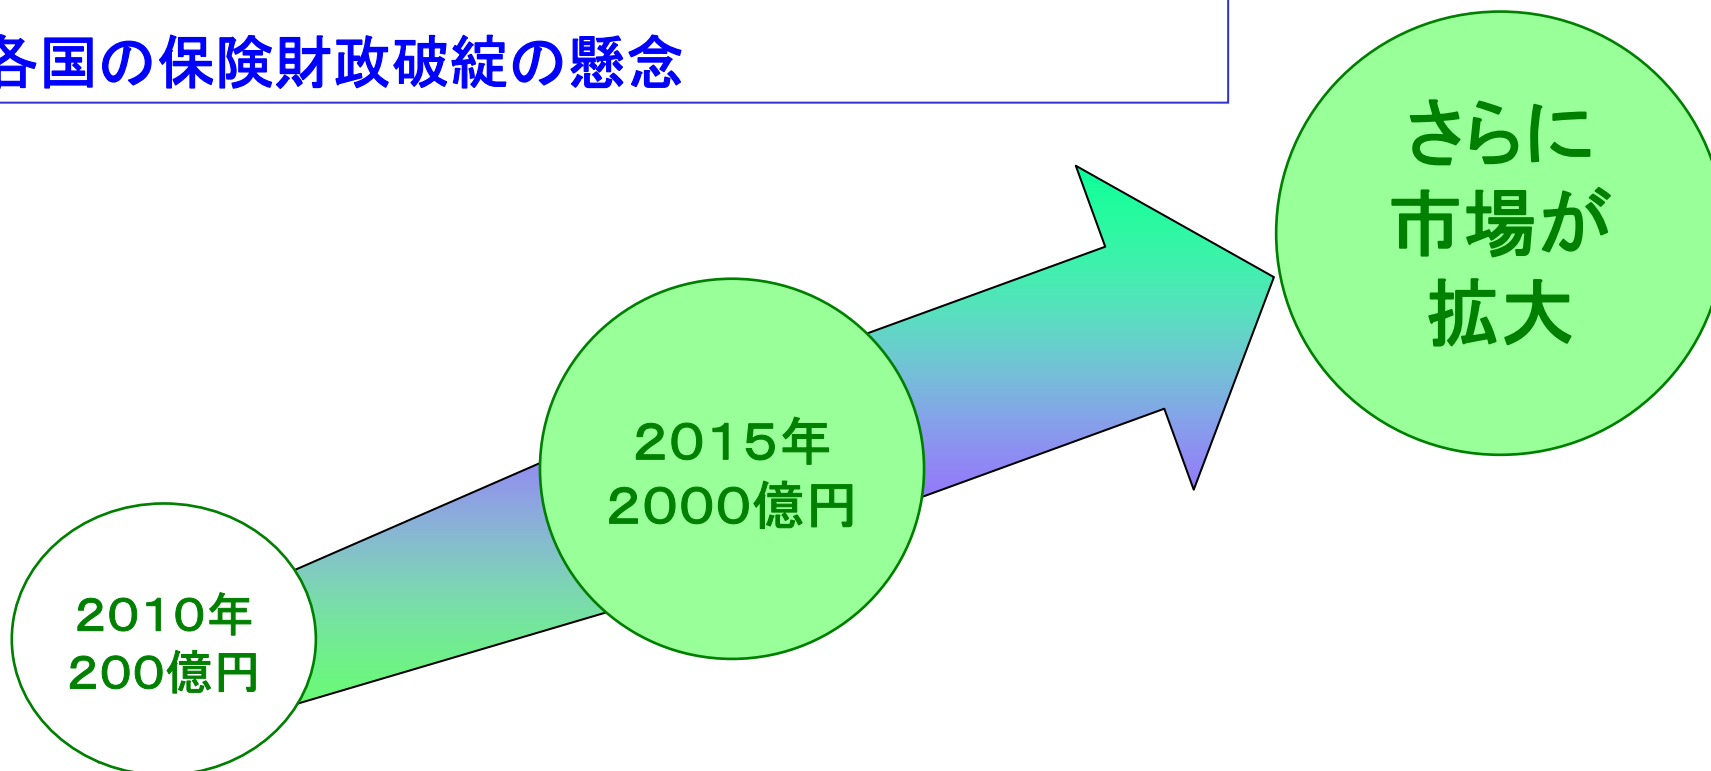 各国の保険財政破綻の懸念
さらに
市場が
拡大
２０１５年
２０００億円
２０１０年
２００億円